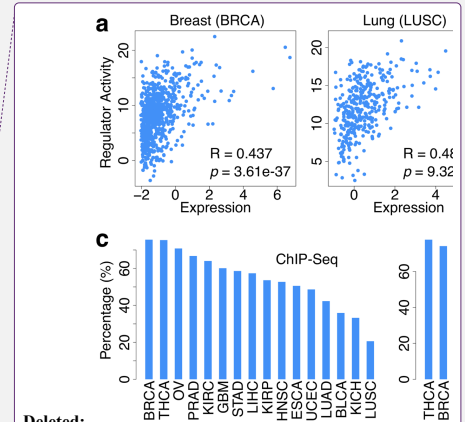 a
Breast (BRCA)
Regulator Activity
0 10 20
R = 0.437
p = 3.61e-37
−2 0 2 4 6
Expression
Lung (LUSC)
5 10 15 20
R = 0.48
p = 9.32
0 2 4
Expression
c
ChIP-Seq
Percentage (%)
0 20 40 60
BRCA
THCA
OV
PRAD
KIRC
GBM
STAD
LIHC
KIRP
HNSC
ESCA
UCEC
LUAD
BLCA
KICH
LUSC
0 20 40 60
THCA
BRCA
Deleted: